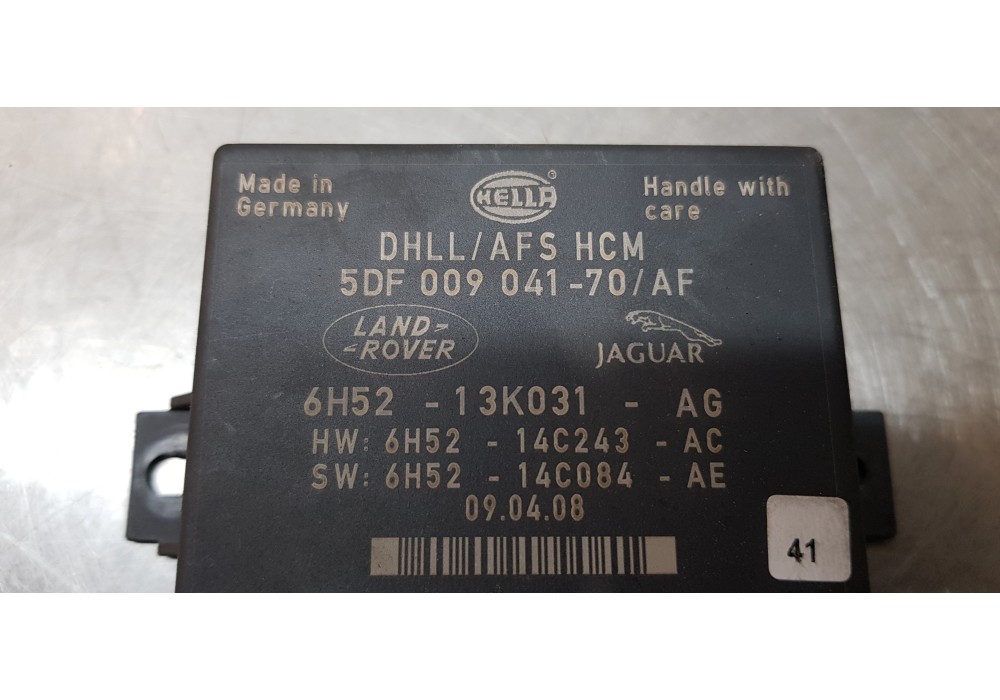 Made in
Germany
HELLA®
Handle with
care
DHLL/AFS HCM
5DF 009 041-70/AF
LAND-
-ROVER
JAGUAR
6H52 - 13K031 - AG
HW: 6H52 - 14C243 - AC
SW: 6H52 - 14C084 - AE
09.04.08
41